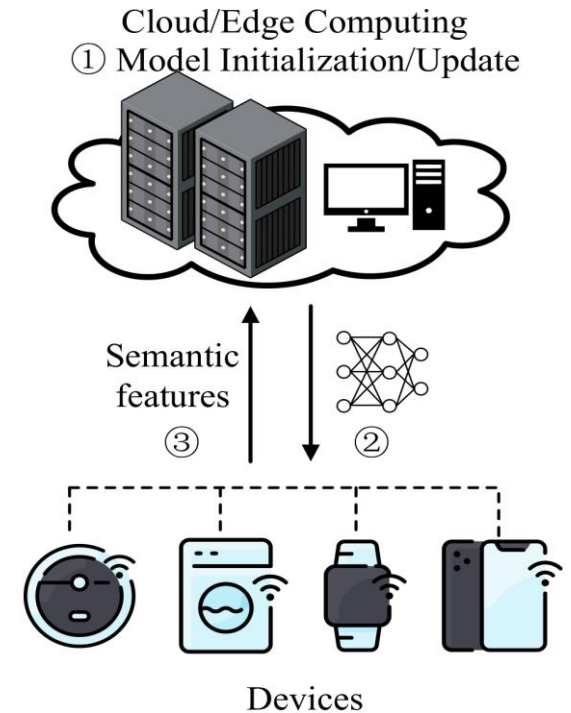 Cloud/Edge Computing
① Model Initialization/Update
Semantic
features
③
②
Devices